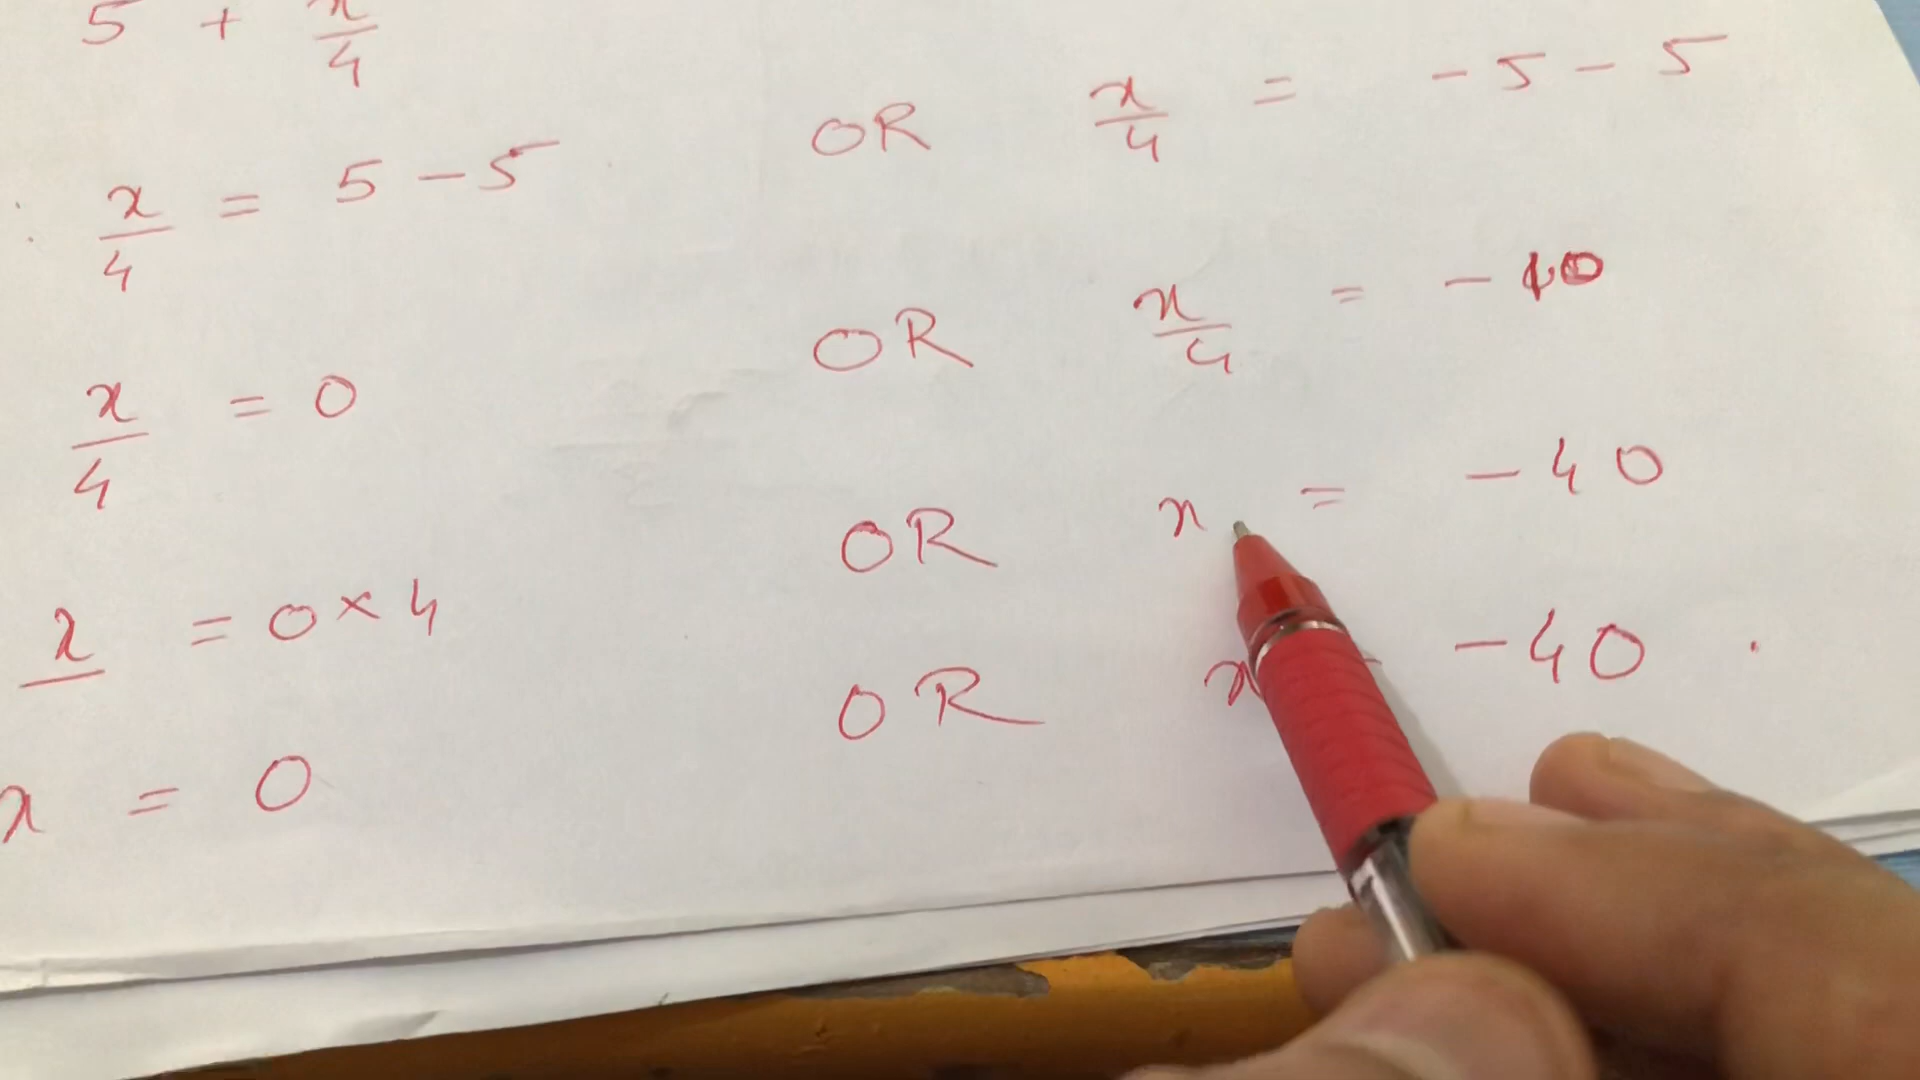 5 + x/4
x/4 = 5 - 5 OR x/4 = - 5 - 5
x/4 = 0 OR x/4 = - 10
x = 0 × 4 OR x = - 40
x = 0 OR x = - 40